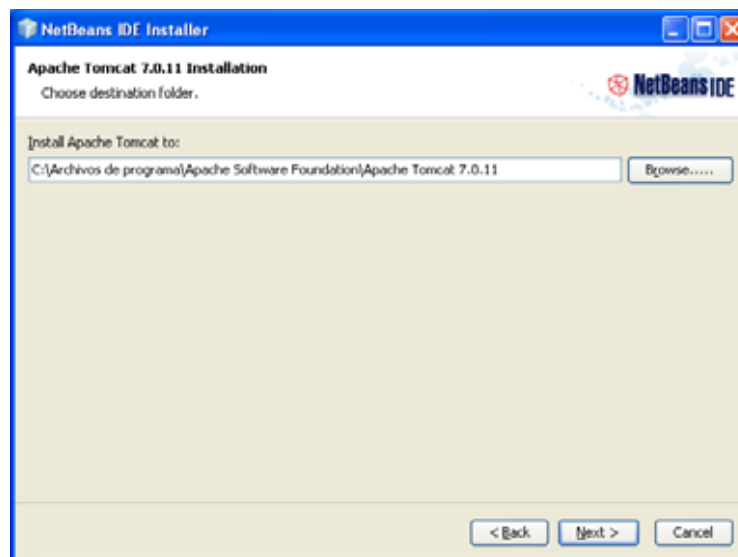 NetBeans IDE Installer
Apache Tomcat 7.0.11 Installation
Choose destination folder.
NetBeans IDE
Install Apache Tomcat to:
C:\Archivos de programa\Apache Software Foundation\Apache Tomcat 7.0.11
Browse.....
< Back
Next >
Cancel